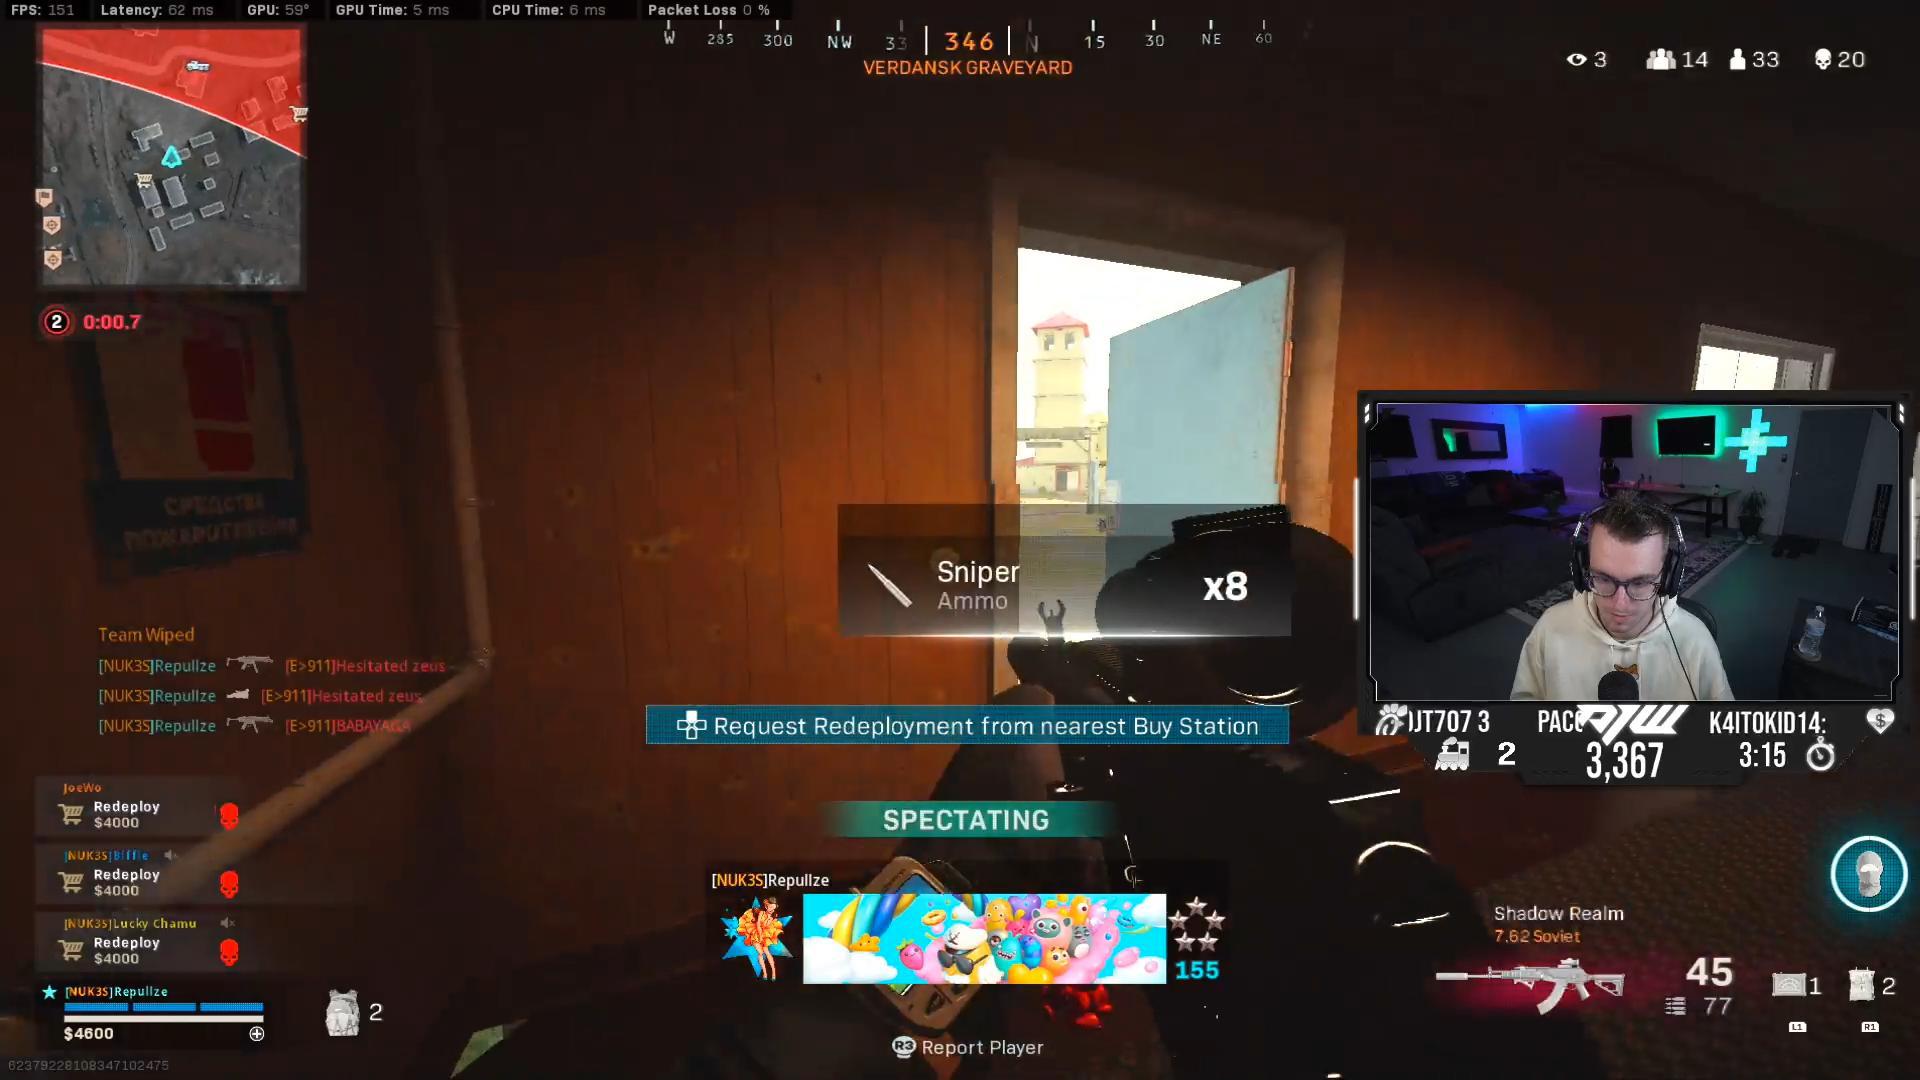 FPS: 151 Latency: 62 ms GPU: 59° GPU Time: 5 ms CPU Time: 6 ms Packet Loss 0 %
W 285 300 NW 33 346 N 15 30 NE 60
VERDANSK GRAVEYARD
3 14 33 20
2 0:00.7
Sniper
Ammo
x8
Team Wiped
[NUK3S]Repullze [E>911]Hesitated zeus
[NUK3S]Repullze [E>911]Hesitated zeus
[NUK3S]Repullze [E>911]BABAYAGA
Request Redeployment from nearest Buy Station
SPECTATING
JoeWo
Redeploy
$4000
[NUK3S]Biffle
Redeploy
$4000
[NUK3S]Lucky Chamu
Redeploy
$4000
[NUK3S]Repullze
$4600
2
[NUK3S]Repullze
155
R3 Report Player
JT707 3 K4ITOKID14:
2 3,367 3:15
Shadow Realm
7.62 Soviet
45
77
1 2
L1 R1
62379228108347102475